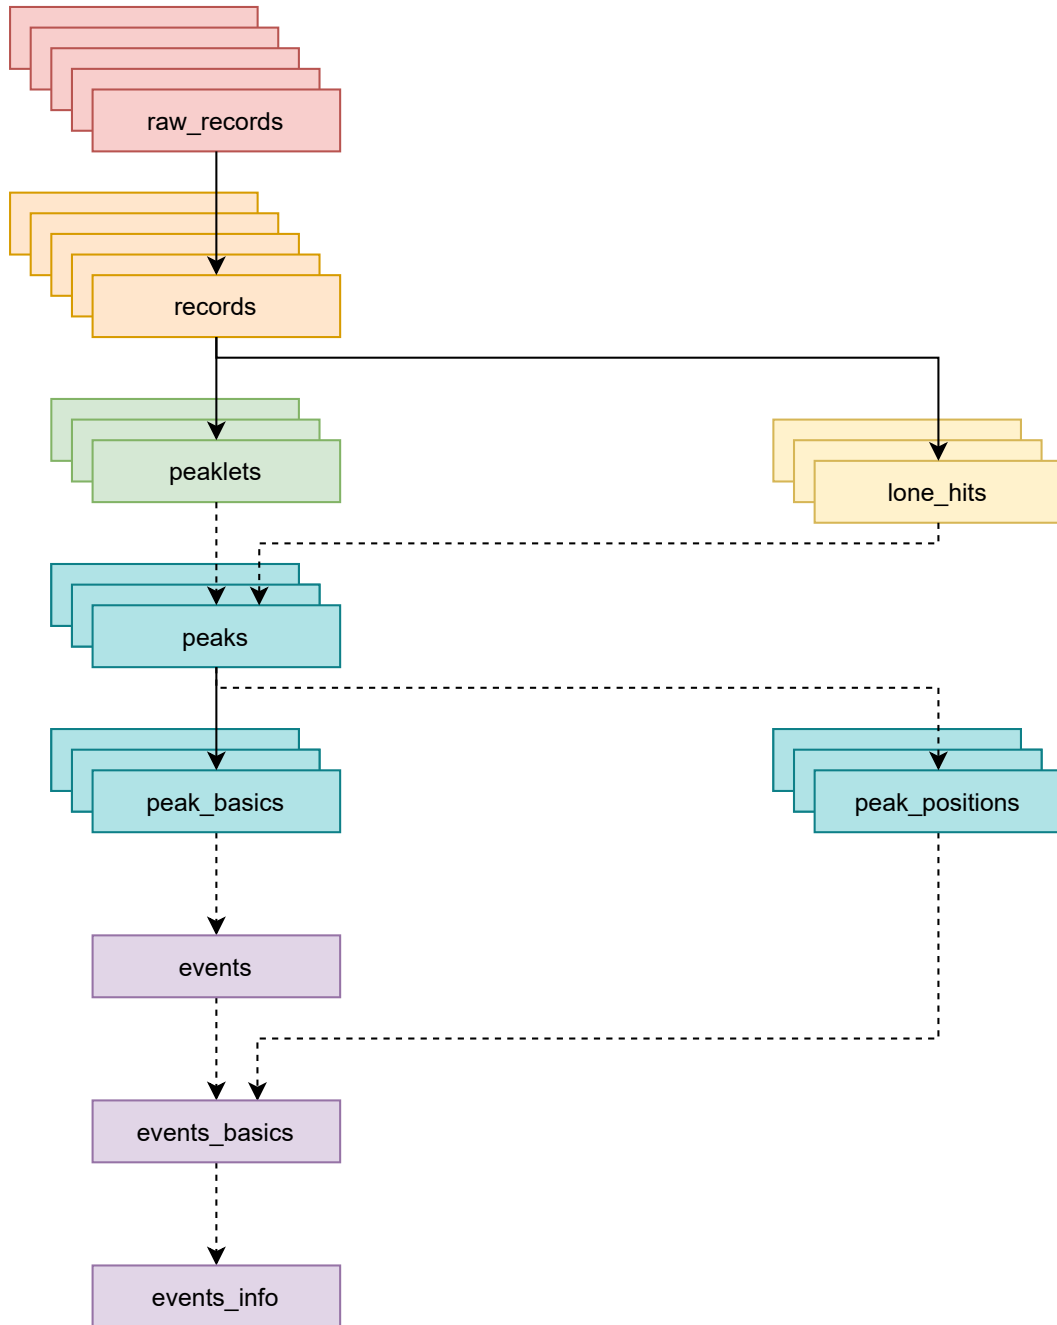 raw_records
records
peaklets
lone_hits
peaks
peak_basics
peak_positions
events
events_basics
events_info